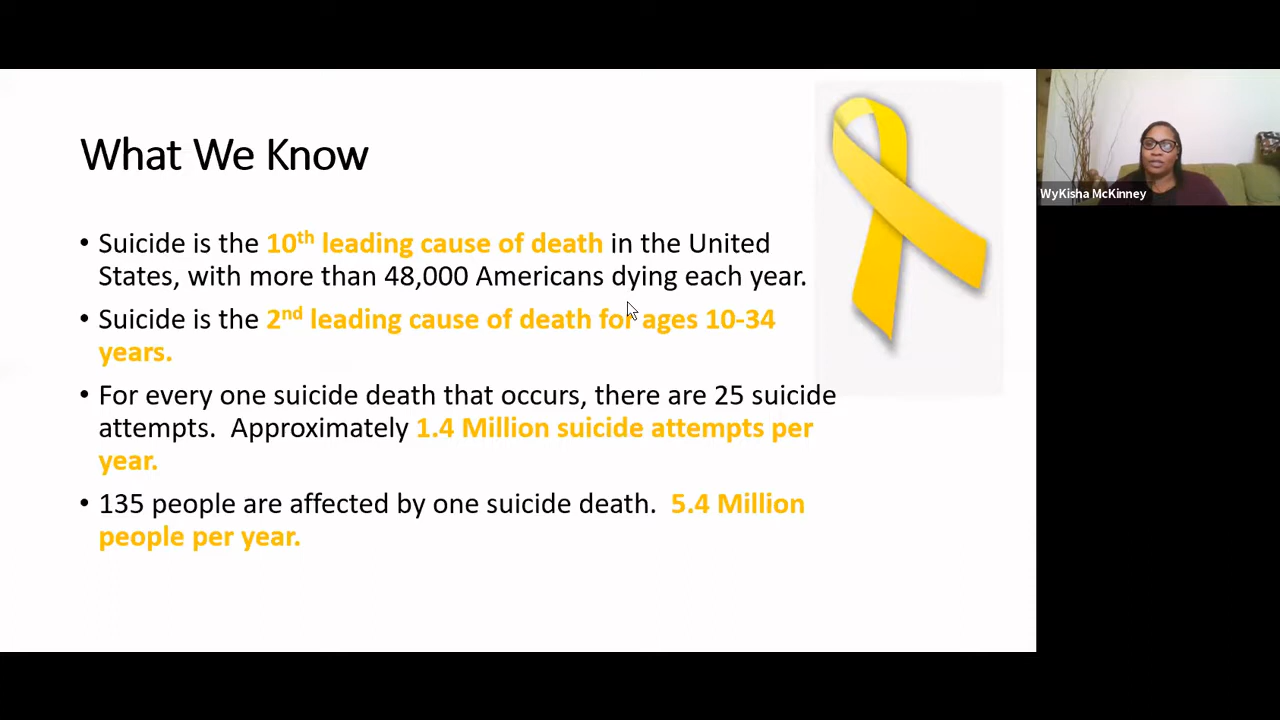 What We Know
• Suicide is the 10th leading cause of death in the United
States, with more than 48,000 Americans dying each year.
• Suicide is the 2nd leading cause of death for ages 10-34
years.
• For every one suicide death that occurs, there are 25 suicide
attempts.  Approximately 1.4 Million suicide attempts per
year.
• 135 people are affected by one suicide death.  5.4 Million
people per year.
WyKisha McKinney